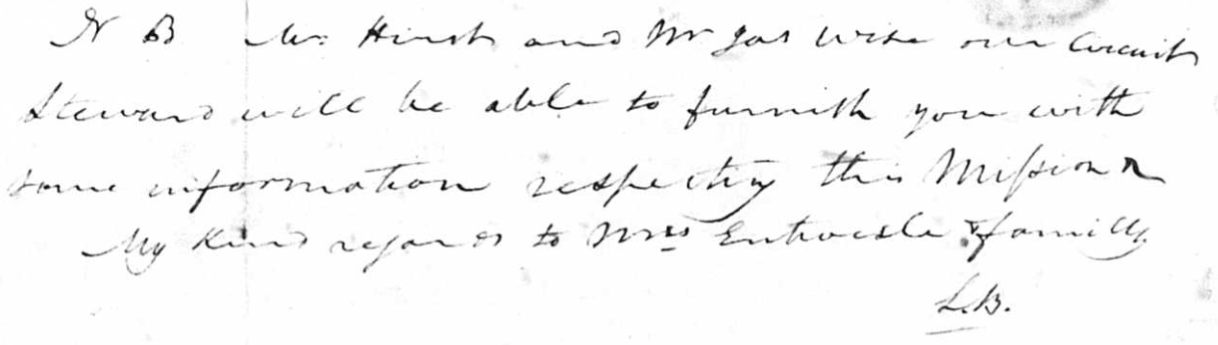 N B Mr. Hirst and Mr Jas Wise our Circuit
Steward will be able to furnish you with
some information respecting this Mission
My Kind regards to Mrs Entwisle & family.
L.B.